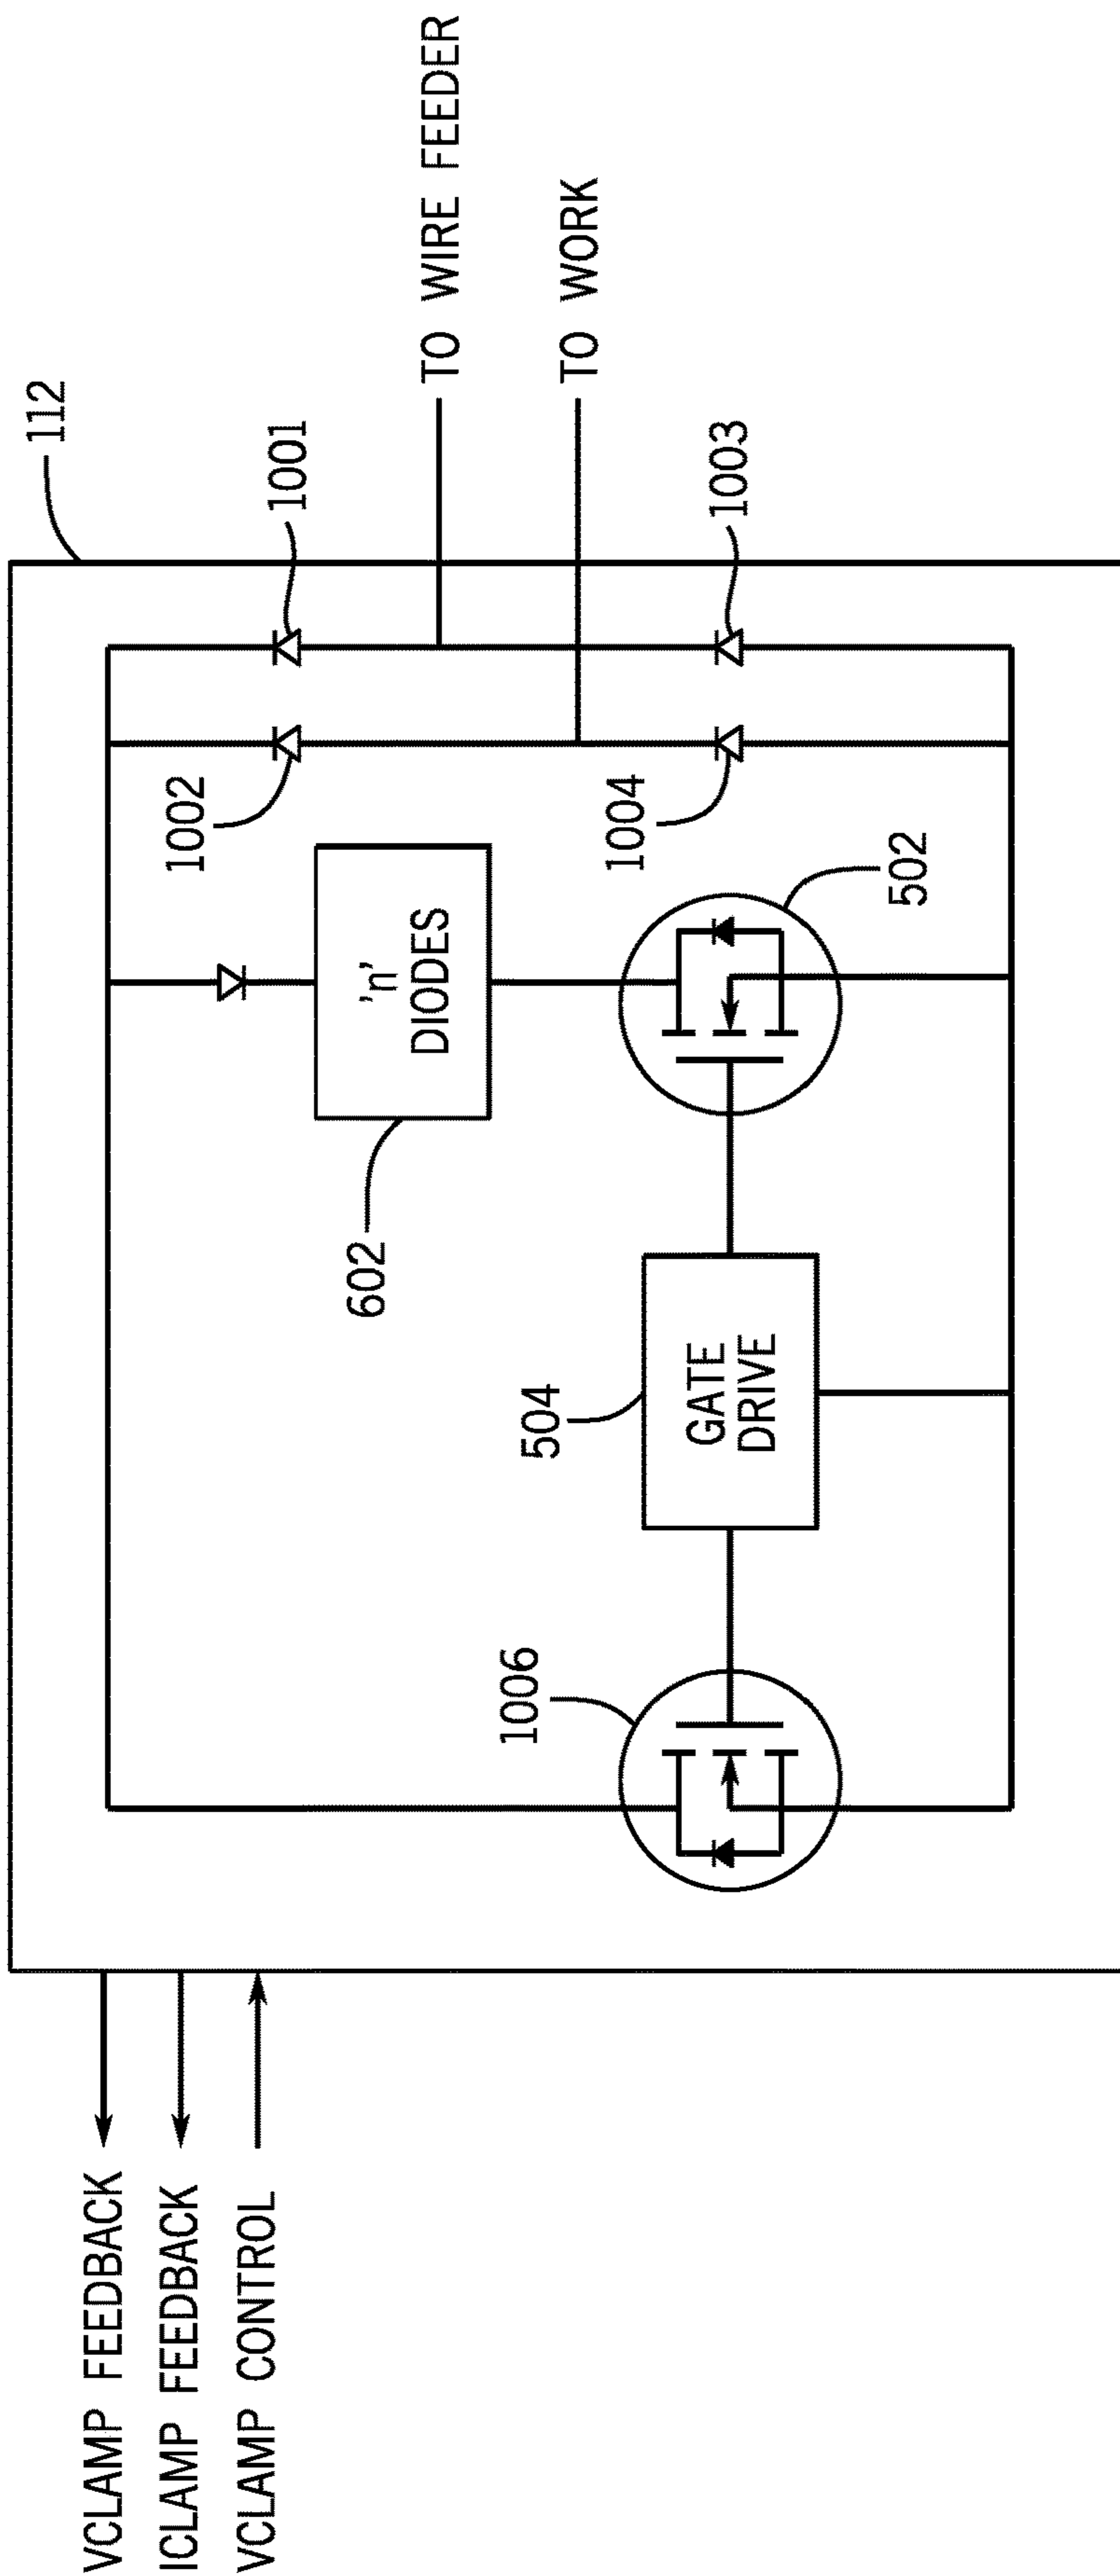 VCLAMP FEEDBACK
ICLAMP FEEDBACK
VCLAMP CONTROL
112
1001
1002
TO WIRE FEEDER
TO WORK
602
'n'
DIODES
1003
1004
504
1006
GATE
DRIVE
502